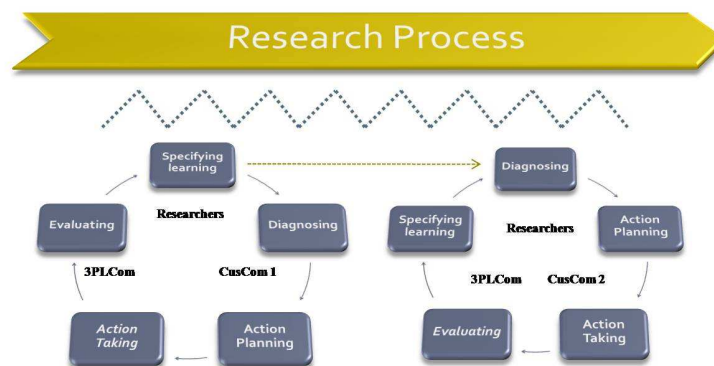 Research Process
Specifying
learning
Evaluating
Researchers
Diagnosing
3PLCom
CusCom 1
Action
Taking
Action
Planning
Diagnosing
Specifying
learning
Researchers
Action
Planning
3PLCom
CusCom 2
Evaluating
Action
Taking